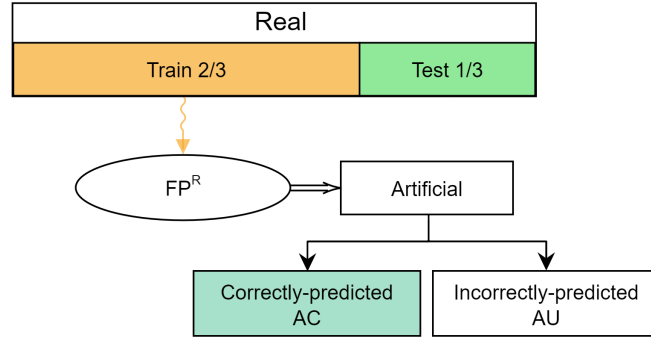 Real
Train 2/3
Test 1/3
FP^R
Artificial
Correctly-predicted
AC
Incorrectly-predicted
AU